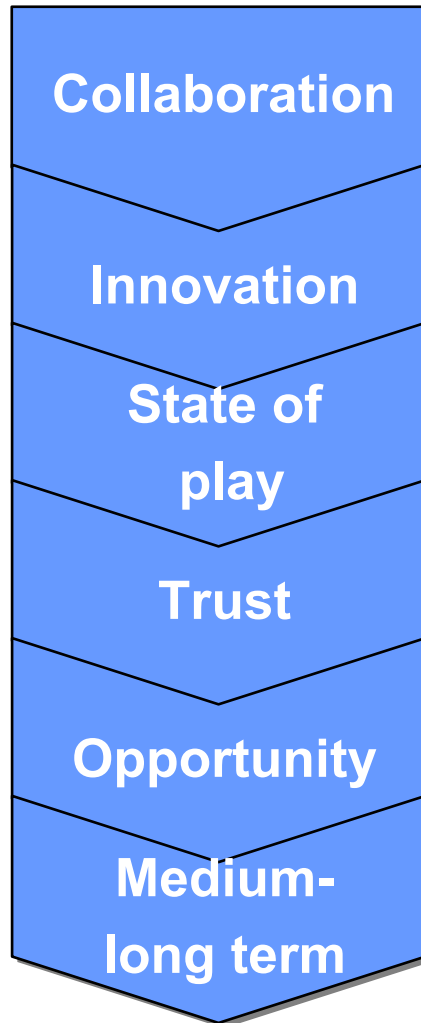 Collaboration
Innovation
State of
play
Trust
Opportunity
Medium-
long term